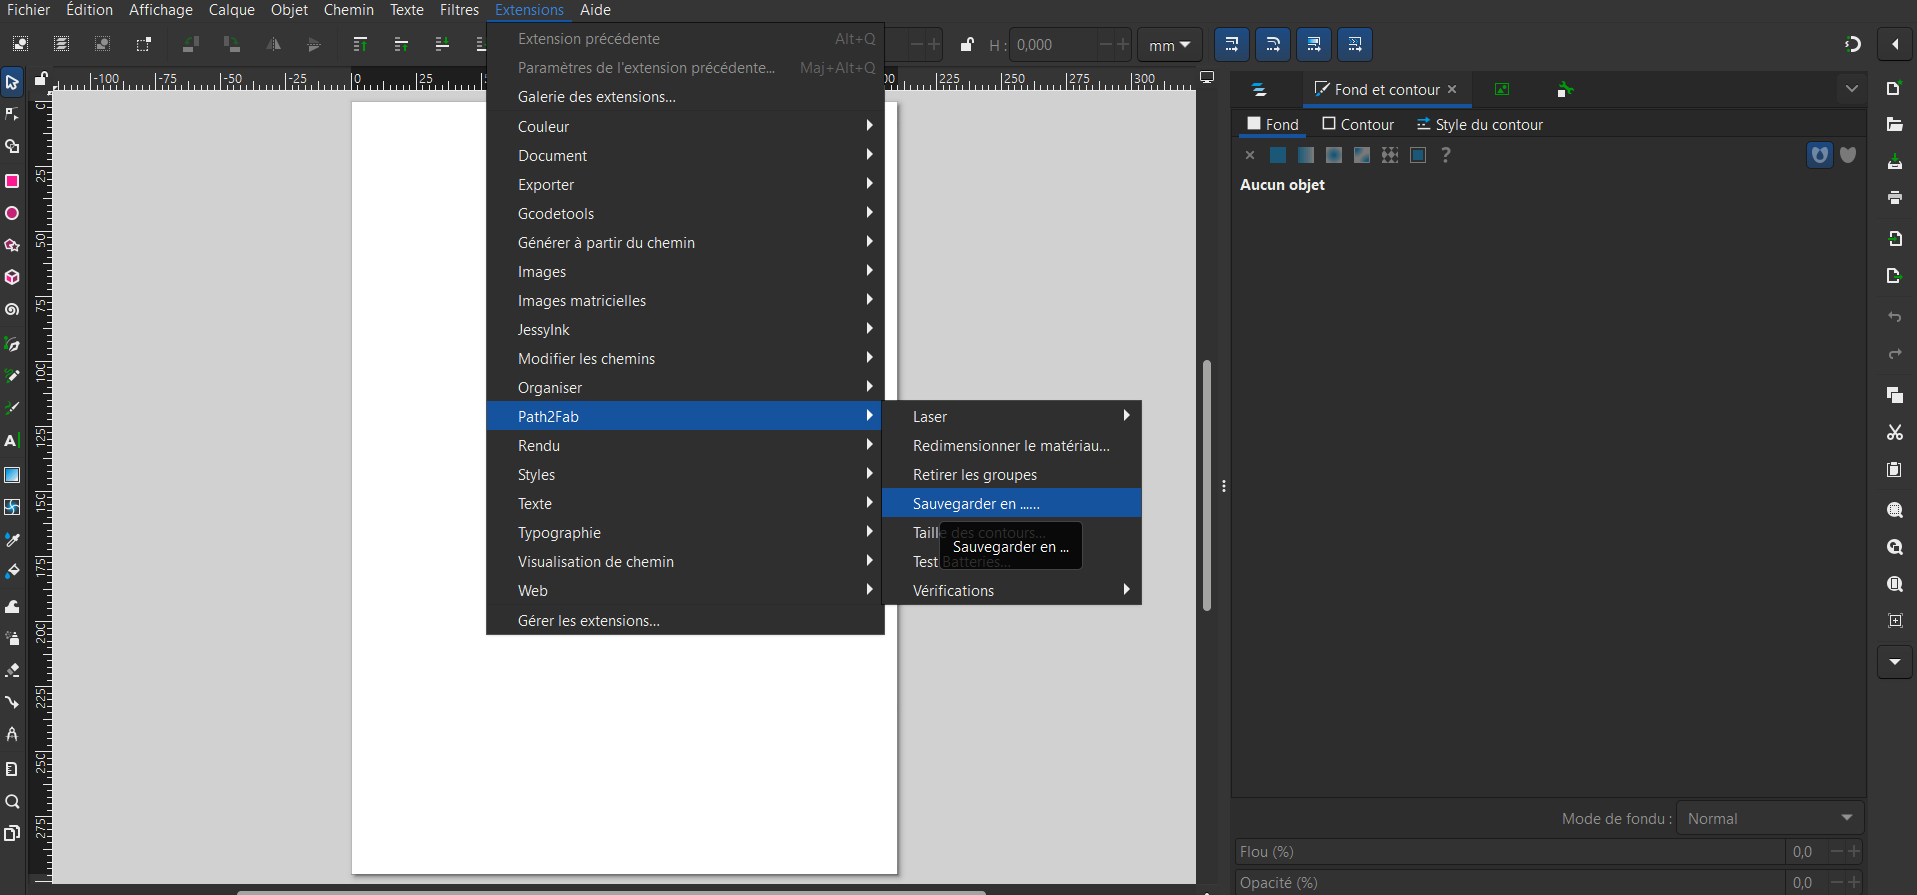 Fichier Édition Affichage Calque Objet Chemin Texte Filtres Extensions Aide
Extension précédente Alt+Q
Paramètres de l'extension précédente... Maj+Alt+Q
Galerie des extensions...
Couleur
Document
Exporter
Gcodetools
Générer à partir du chemin
Images
Images matricielles
JessyInk
Modifier les chemins
Organiser
Path2Fab
Rendu
Styles
Texte
Typographie
Visualisation de chemin
Web
Gérer les extensions...
Laser
Redimensionner le matériau...
Retirer les groupes
Sauvegarder en ......
Taille des contours...
Test Batteries...
Vérifications
Sauvegarder en ...
H : 0,000
mm
-100 -75 -50 -25 0 25
225 250 275 300
25
50
75
100
125
150
175
200
225
250
275
Fond et contour
Fond Contour Style du contour
?
Aucun objet
Mode de fondu : Normal
Flou (%) 0,0
Opacité (%) 0,0